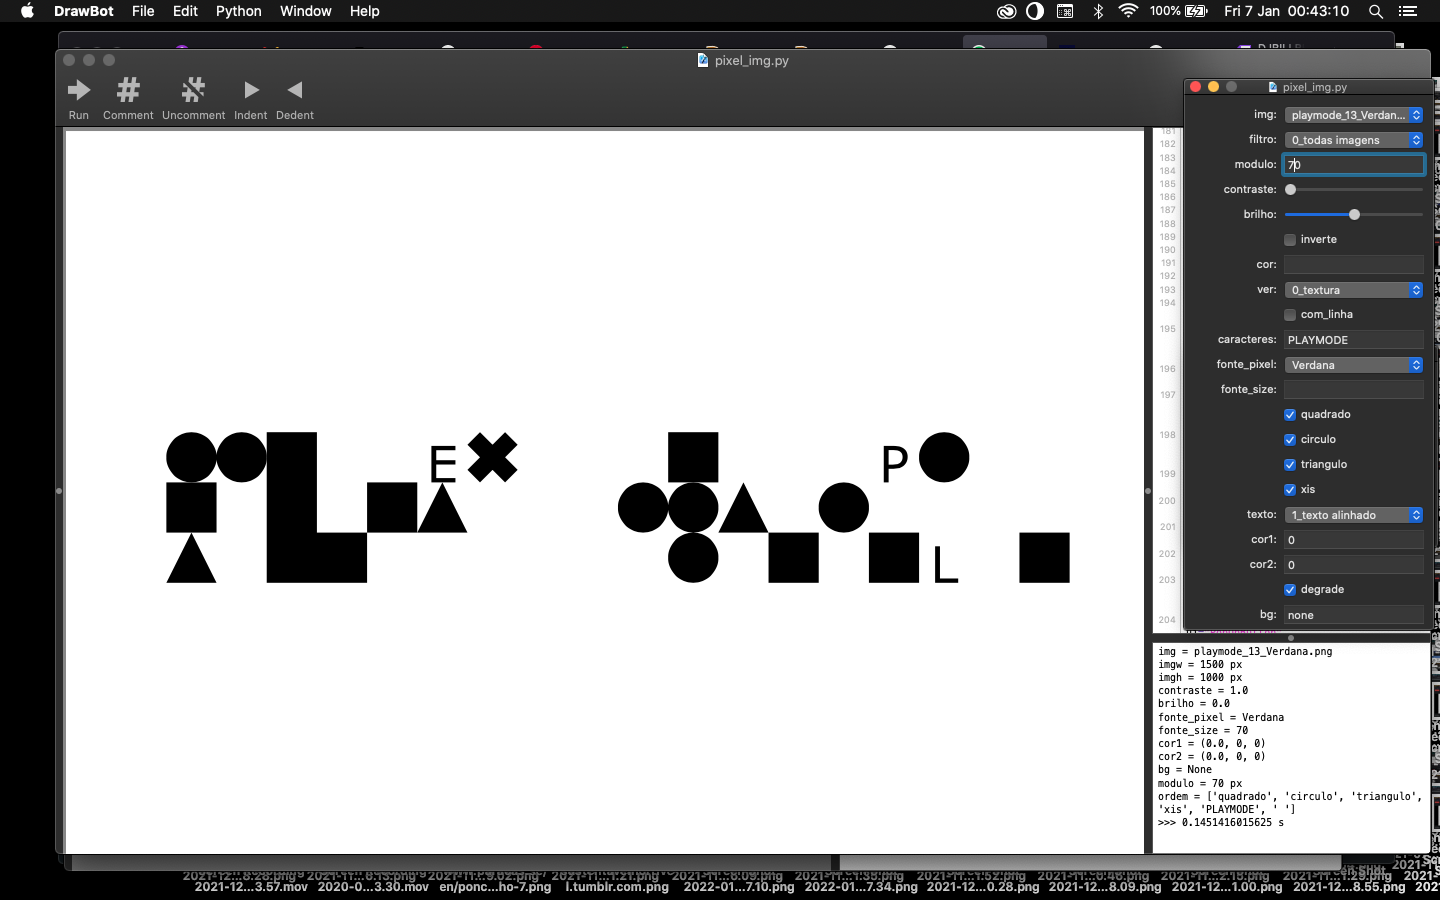 DrawBot File Edit Python Window Help 100% Fri 7 Jan 00:43:10
pixel_img.py
Run Comment Uncomment Indent Dedent
E
P
L
181
182
183
184
185
186
187
188
189
190
191
192
193
194
195
196
197
198
199
200
201
202
203
204
pixel_img.py
img: playmode_13_Verdan...
filtro: 0_todas imagens
modulo: 70
contraste:
brilho:
inverte
cor:
ver: 0_textura
com_linha
caracteres: PLAYMODE
fonte_pixel: Verdana
fonte_size:
quadrado
circulo
triangulo
xis
texto: 1_texto alinhado
cor1: 0
cor2: 0
degrade
bg: none
img = playmode_13_Verdana.png
imgw = 1500 px
imgh = 1000 px
contraste = 1.0
brilho = 0.0
fonte_pixel = Verdana
fonte_size = 70
cor1 = (0.0, 0, 0)
cor2 = (0.0, 0, 0)
bg = None
modulo = 70 px
ordem = ['quadrado', 'circulo', 'triangulo',
'xis', 'PLAYMODE', ' ']
>>> 0.1451416015625 s
2021-12...3.57.mov 2020-0...3.30.mov en/ponc...ho-7.png l.tumbir.com.png 2022-01...7.10.png 2022-01...7.34.png 2021-12...0.28.png 2021-12...8.09.png 2021-12...1.00.png 2021-12...8.55.png